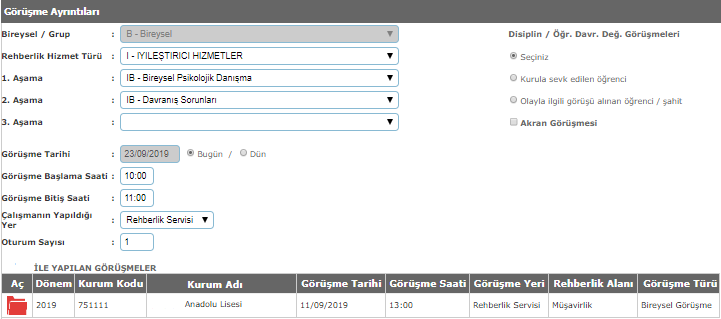 Görüşme Ayrıntıları
Bireysel / Grup : B - Bireysel Disiplin / Öğr. Davr. Değ. Görüşmeleri
Rehberlik Hizmet Türü : I - IYILEŞTIRICI HIZMETLER Seçiniz
1. Aşama : IB - Bireysel Psikolojik Danışma Kurula sevk edilen öğrenci
2. Aşama : IB - Davranış Sorunları Olayla ilgili görüşü alınan öğrenci / şahit
3. Aşama : Akran Görüşmesi
Görüşme Tarihi : 23/09/2019 Bugün / Dün
Görüşme Başlama Saati : 10:00
Görüşme Bitiş Saati : 11:00
Çalışmanın Yapıldığı Yer : Rehberlik Servisi
Oturum Sayısı : 1
İLE YAPILAN GÖRÜŞMELER
Aç Dönem Kurum Kodu Kurum Adı Görüşme Tarihi Görüşme Saati Görüşme Yeri Rehberlik Alanı Görüşme Türü
2019 751111 Anadolu Lisesi 11/09/2019 13:00 Rehberlik Servisi Müşavirlik Bireysel Görüşme